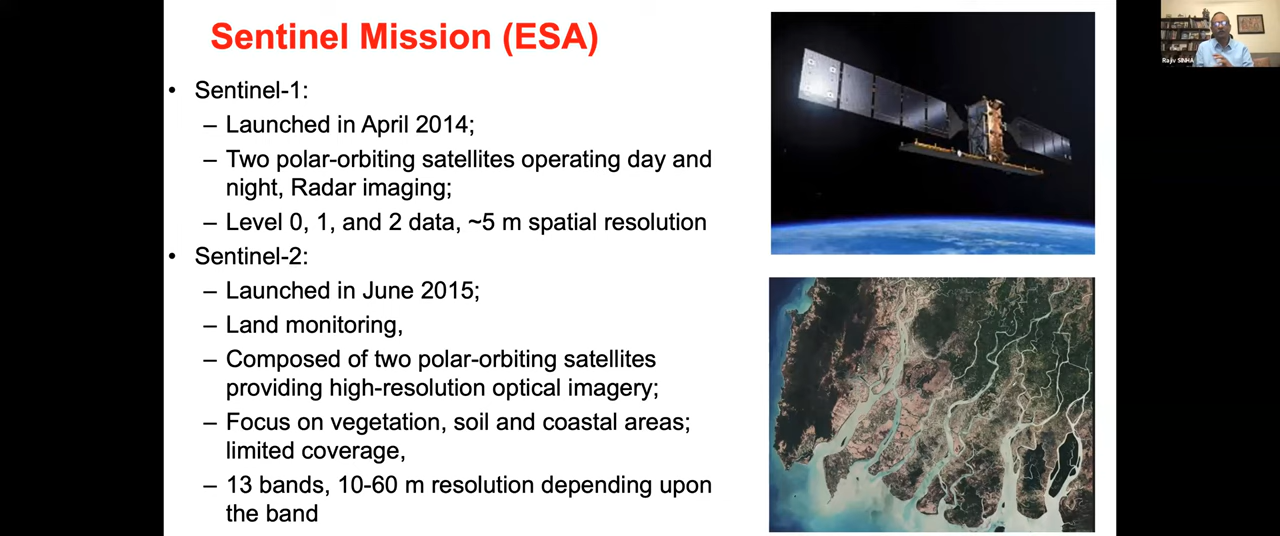 Sentinel Mission (ESA)
• Sentinel-1:
– Launched in April 2014;
– Two polar-orbiting satellites operating day and
night, Radar imaging;
– Level 0, 1, and 2 data, ~5 m spatial resolution
• Sentinel-2:
– Launched in June 2015;
– Land monitoring,
– Composed of two polar-orbiting satellites
providing high-resolution optical imagery;
– Focus on vegetation, soil and coastal areas;
limited coverage,
– 13 bands, 10-60 m resolution depending upon
the band
Rajiv SINHA